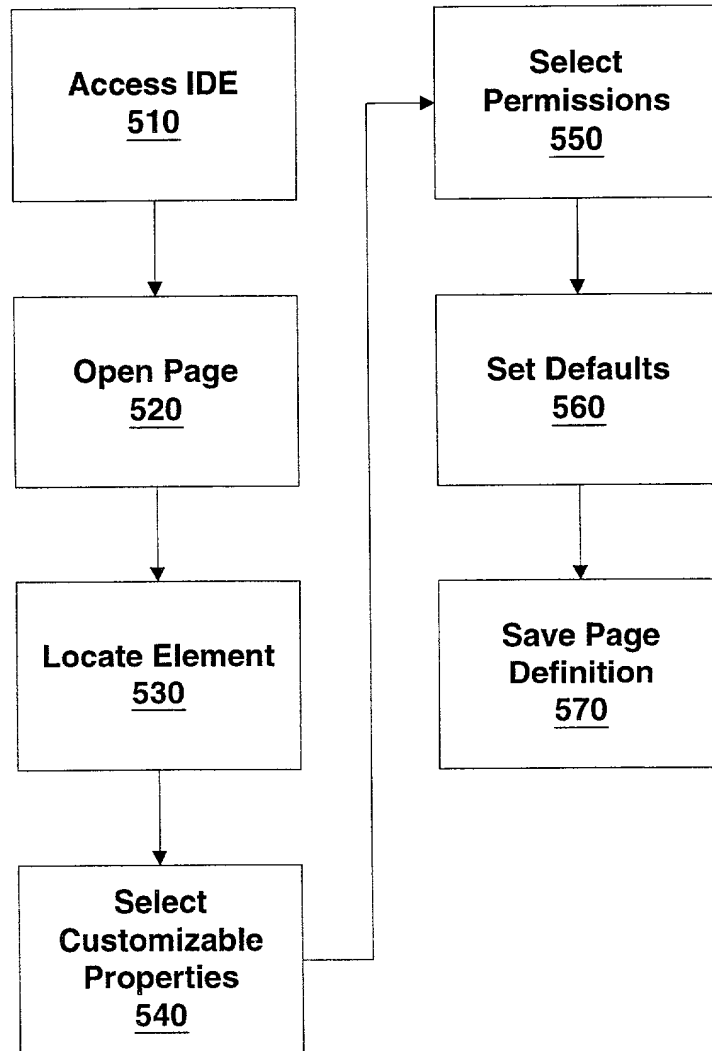 Access IDE
510
Open Page
520
Locate Element
530
Select
Customizable
Properties
540
Select
Permissions
550
Set Defaults
560
Save Page
Definition
570